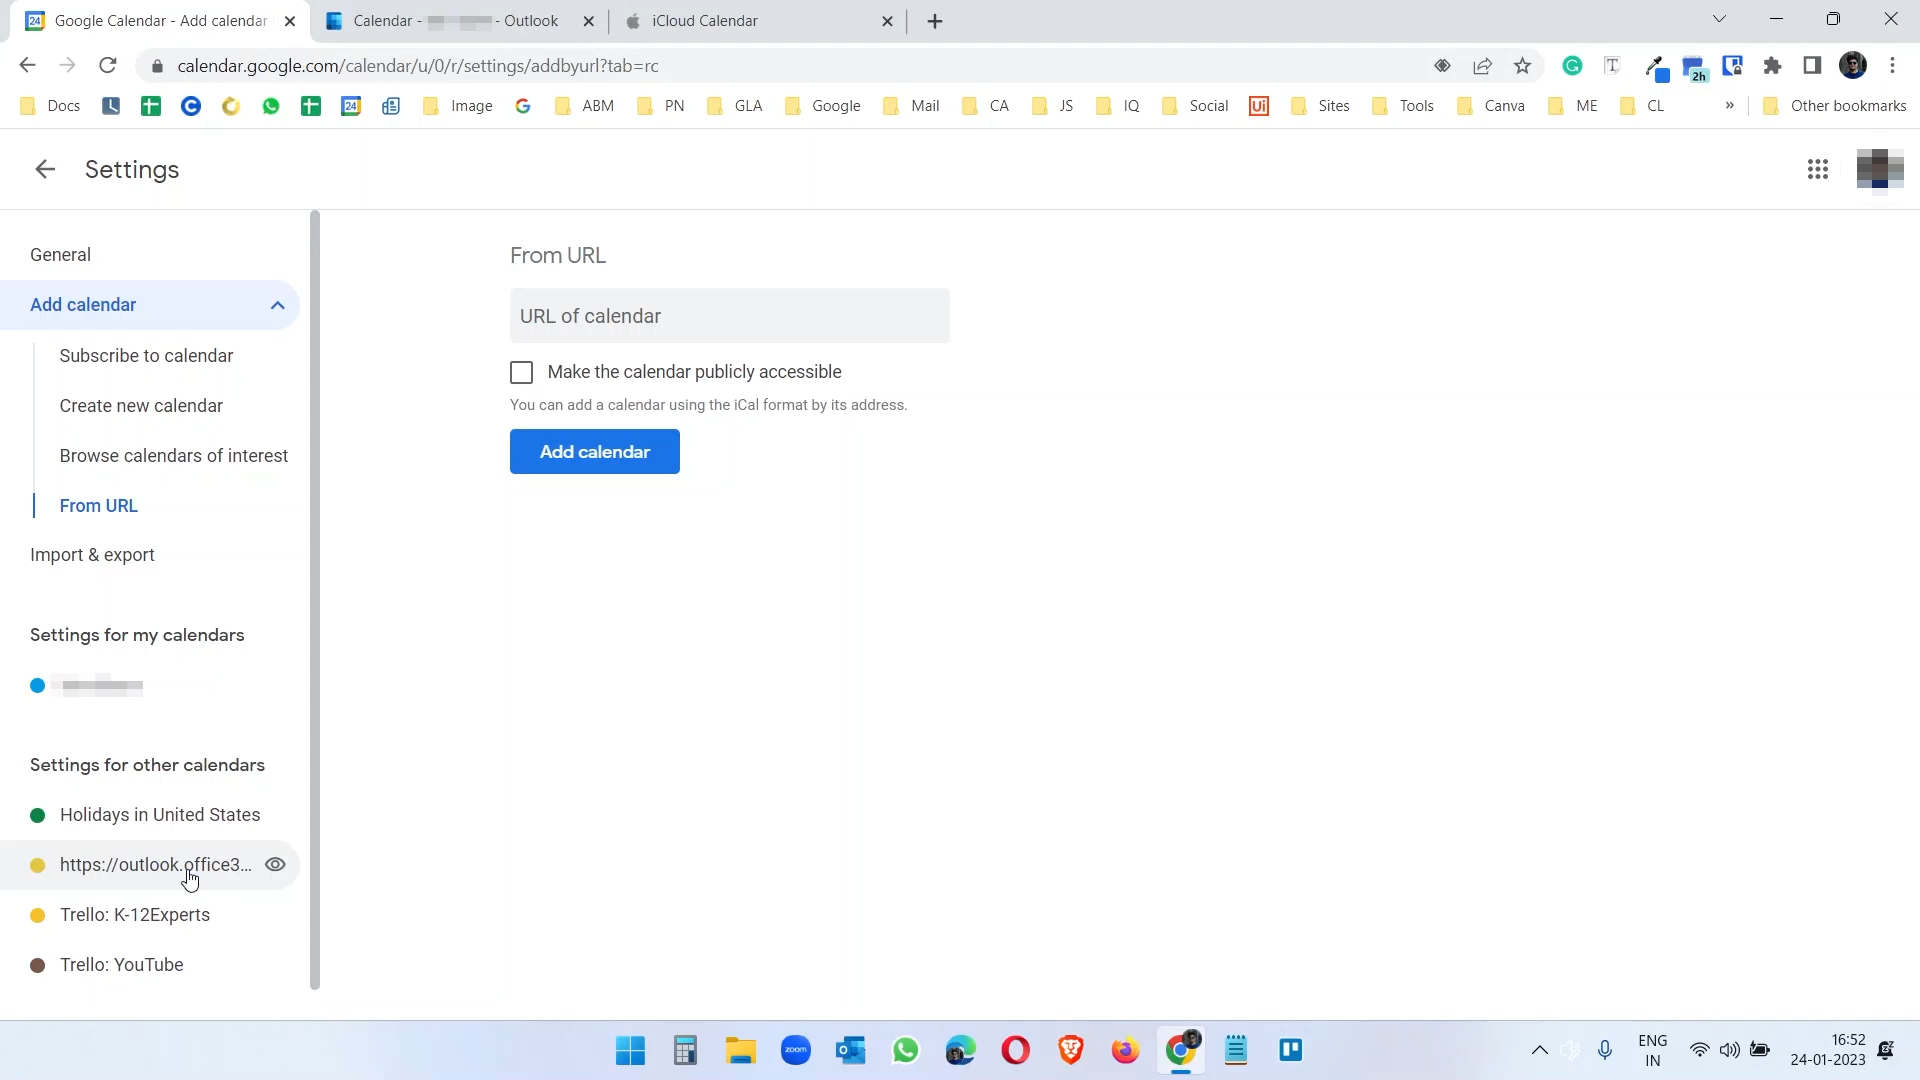 Google Calendar - Add calendar
Calendar - - Outlook
iCloud Calendar
calendar.google.com/calendar/u/0/r/settings/addbyurl?tab=rc
2h
Docs
24
Image
ABM
PN
GLA
Google
Mail
CA
JS
IQ
Social
Ui
Sites
Tools
Canva
ME
CL
»
Other bookmarks
Settings
General
Add calendar
Subscribe to calendar
Create new calendar
Browse calendars of interest
From URL
Import & export
Settings for my calendars
Settings for other calendars
Holidays in United States
https://outlook.office3...
Trello: K-12Experts
Trello: YouTube
From URL
URL of calendar
Make the calendar publicly accessible
You can add a calendar using the iCal format by its address.
Add calendar
zoom
ENG
IN
16:52
24-01-2023